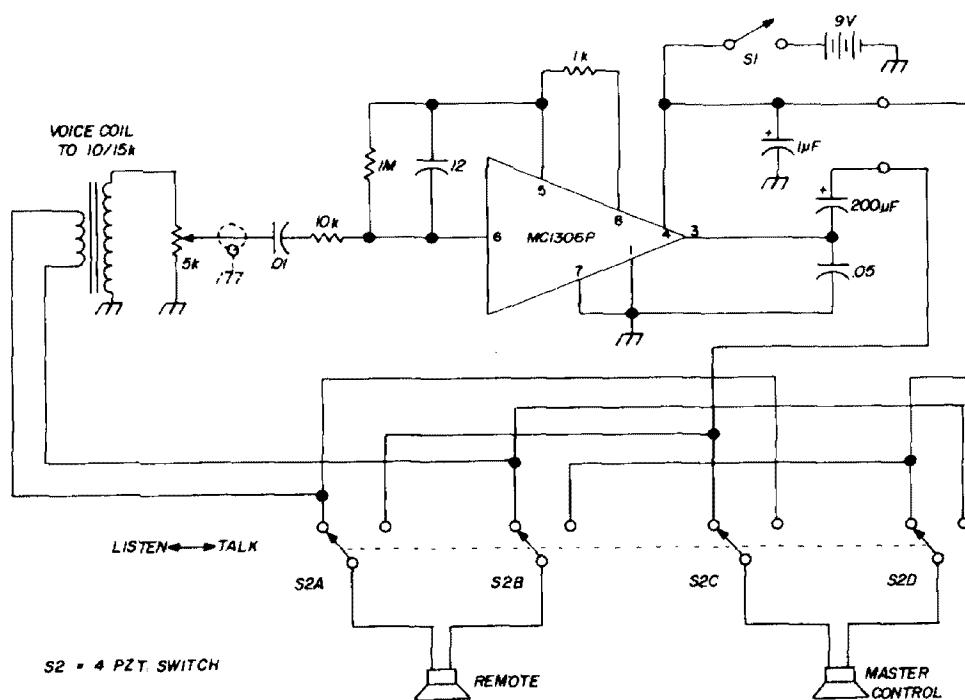 9V
S1
1k
VOICE COIL
TO 10/15k
1M
.12
+
1µF
+
200µF
5
8
10k
6
MC1306P
4
3
5k
.01
7
1
.05
LISTEN ⟷ TALK
S2A
S2B
S2C
S2D
S2 = 4 PZT. SWITCH
REMOTE
MASTER
CONTROL